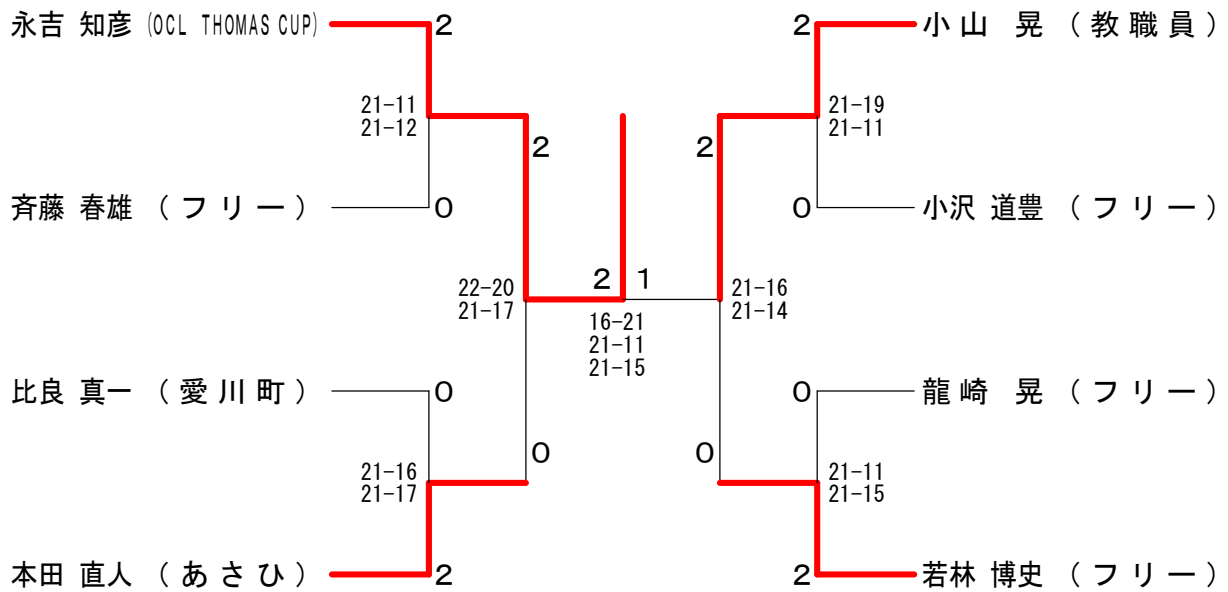 永吉 知彦 (OCL THOMAS CUP) 2 2 小山 晃 (教職員)
21-11 21-19
21-12 21-11
2 2
斉藤 春雄 (フリー) 0 0 小沢 道豊 (フリー)
22-20 2 1 21-16
21-17 21-14
16-21
21-11
21-15
比良 真一 (愛川町) 0 0 龍崎 晃 (フリー)
0 0
21-16 21-11
21-17 21-15
本田 直人 (あさひ) 2 2 若林 博史 (フリー)